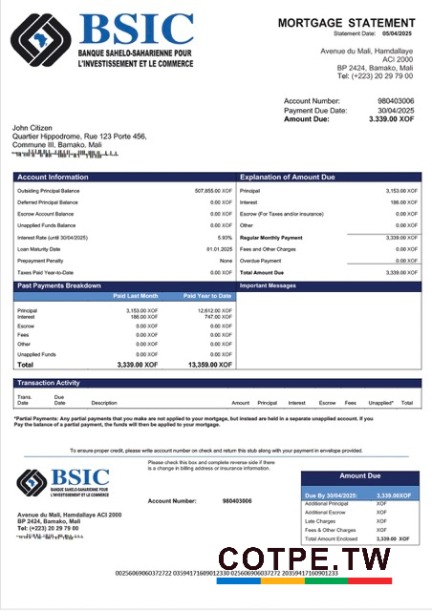 BSIC
BANQUE SAHELO-SAHARIENNE POUR
L'INVESTISSEMENT ET LE COMMERCE
MORTGAGE STATEMENT
Statement Date: 05/04/2025
Avenue du Mali, Hamdallaye
ACI 2000
BP 2424, Bamako, Mali
Tel: (+223) 20 29 79 00
Account Number: 980403006
Payment Due Date: 30/04/2025
Amount Due: 3.339.00 XOF
John Citizen
Quartier Hippodrome, Rue 123 Porte 456,
Commune III, Bamako, Mali
Account Information
Outsiding Principal Balance 507,855.00 XOF
Deferred Principal Balance 0.00 XOF
Escrow Account Balance 0.00 XOF
Unapplied Funds Balance 0.00 XOF
Interest Rate (until 30/04/2025)
Loan Maturity Date 01.01.2025
Prepayment Penalty None
Taxes Paid Year-to-Date 0.00 XOF
Explanation of Amount Due
Principal 3,153.00 XOF
Interest 186.00 XOF
Escrow (For Taxes and/or Insurance) 0.00 XOF
Other 0.00 XOF
Regular Monthly Payment 3,339.00 XOF
Fees and Other Charges 0.00 XOF
Overdue Payment 0.00 XOF
Total Amount Due 3,339.00 XOF
Past Payments Breakdown
Paid Last Month Paid Year to Date
Principal 3,153.00 XOF 12,612.00 XOF
Interest 186.00 XOF 747.00 XOF
Escrow 0.00 XOF 0.00 XOF
Fees 0.00 XOF 0.00 XOF
Other 0.00 XOF 0.00 XOF
Unapplied Funds 0.00 XOF 0.00 XOF
Total 3,339.00 XOF 13,359.00 XOF
Important Messages
Transaction Activity
Trans. Date Due Date Description Amount Principal Interest Escrow Fees Unapplied* Total
*Partial Payments: Any partial payments that you make are not applied to your mortgage, but instead are held in a separate unapplied account. If you
Pay the balance of a partial payment, the funds will then be applied to your mortgage.
To ensure proper credit, please write account number on check and return this stub along with your payment in envelope provided.
BSIC
BANQUE SAHELO-SAHARIENNE POUR
L'INVESTISSEMENT ET LE COMMERCE
Please check this box and complete reverse side if there
is a change in billing address or insurance information.
Account Number: 980403006
Avenue du Mali, Hamdallaye ACI 2000
BP 2424, Bamako, Mali
Tel: (+223) 20 29 79 00
Amount Due
Due By 30/04/2025: 3,339.00XOF
Additional Principal XOF
Additional Escrow XOF
Late Charges XOF
Fees & Other Charges XOF
Total Amount Enclosed 3,339.00 XOF
COTPE.TW